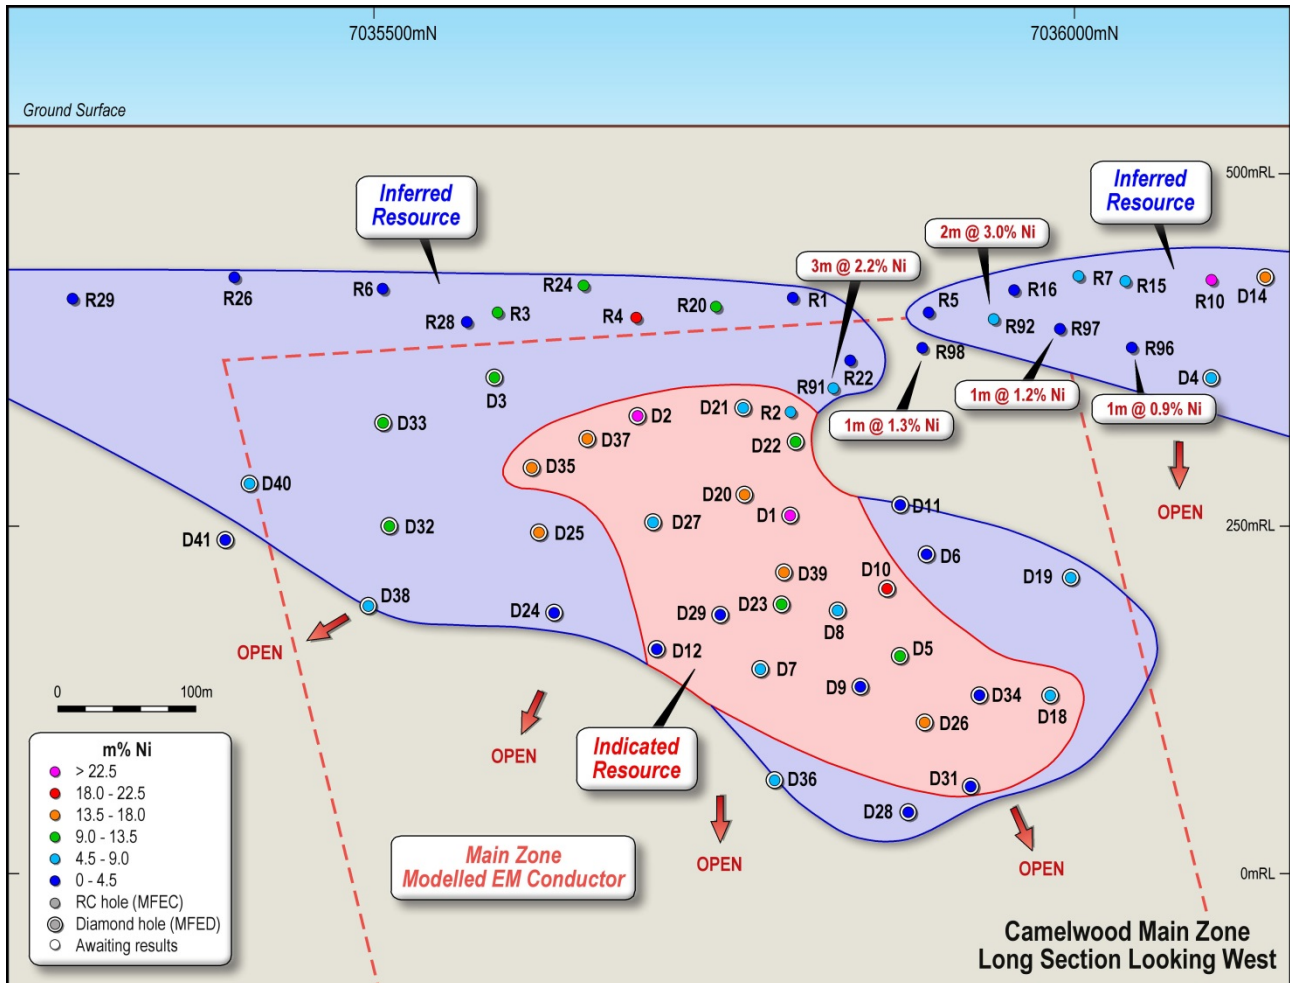 7035500mN
7036000mN
Ground Surface
500mRL
Inferred
Resource
Inferred
Resource
2m @ 3.0% Ni
3m @ 2.2% Ni
R29
R26
R6
R28
R3
R24
R4
R20
R1
R5
R16
R92
R7
R15
R97
R10
D14
R98
R96
D4
R22
R91
1m @ 1.2% Ni
1m @ 0.9% Ni
1m @ 1.3% Ni
D3
D33
D2
D21
R2
D37
D22
D35
D40
D20
D1
D11
OPEN
D41
D32
D25
D27
250mRL
D6
D39
D10
D19
D38
D24
D29
D23
D8
OPEN
D12
D7
D5
D9
D34
D18
D26
0
100m
OPEN
Indicated
Resource
D36
D31
D28
OPEN
OPEN
0mRL
Main Zone
Modelled EM Conductor
m% Ni
> 22.5
18.0 - 22.5
13.5 - 18.0
9.0 - 13.5
4.5 - 9.0
0 - 4.5
RC hole (MFEC)
Diamond hole (MFED)
Awaiting results
Camelwood Main Zone
Long Section Looking West